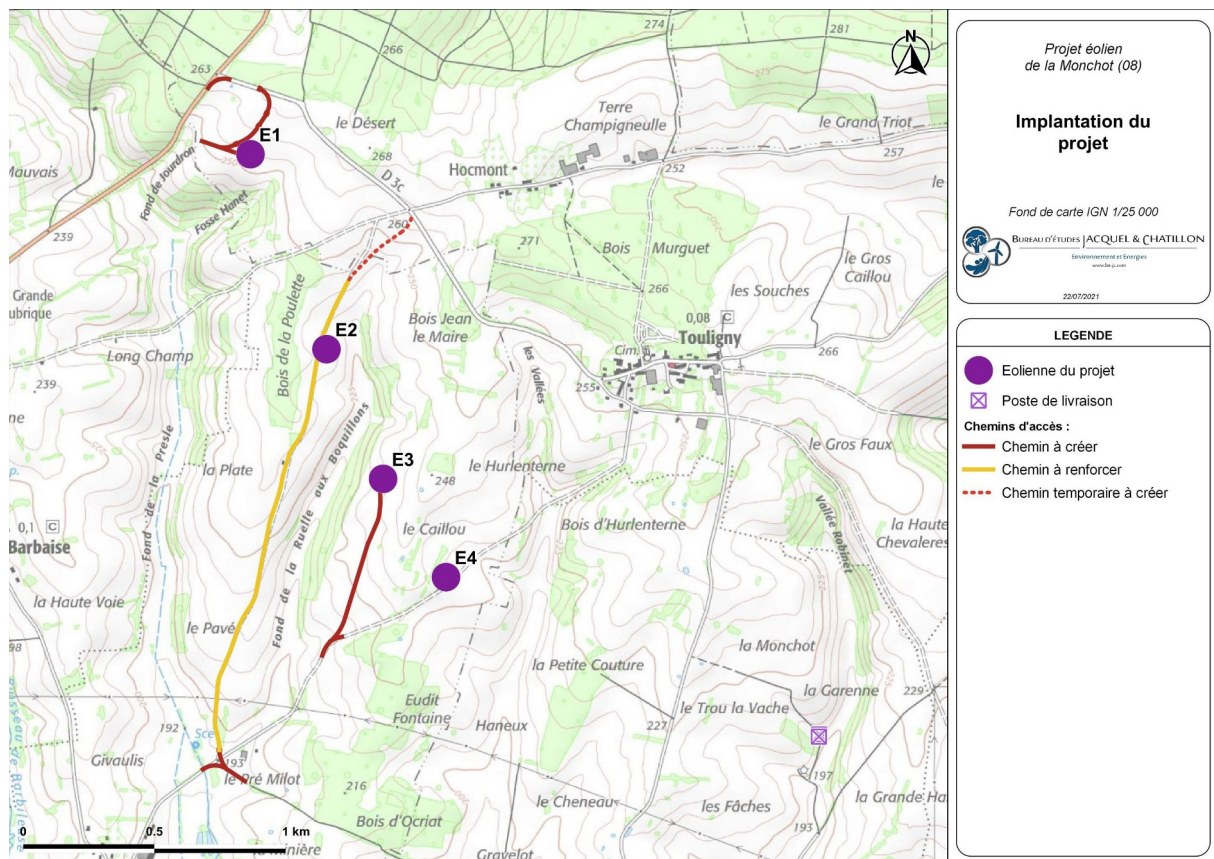 274
281
266
263
N
le Désert
Terre
Champigneulle
le Grand Triot
E1
268
257
Mauvais
Fond de Jourdron
Hocmont
252
le
D 3c
Fosse Hanet
260
239
271
Bois Murguet
le Gros
Caillou
Grande
ubrique
Bois de la Poulette
266
les Souches
Bois Jean
le Maire
0,08 C
Touligny
E2
Long Champ
Cim.
266
les Vallées
255
239
ne
Fond de la Presle
Fond de la Ruelle aux Boquillons
le Gros Faux
E3
la Plate
le Hurlenterne
248
p.
Vallée Robinet
0,1 C
Barbaise
le Caillou
Bois d'Hurlenterne
la Haute
Chevaleres
225
E4
la Haute Voie
le Pavé
la Monchot
98
la Petite Couture
la Garenne
Eudit
Fontaine
le Trou la Vache
229
192
Haneux
227
Sce
Givaulis
193
le Pré Milot
197
216
le Cheneau
les Fâches
la Grande Ha
193
Bois d'Ocriat
0 0.5 1 km
Gravelot
Projet éolien
de la Monchot (08)
Implantation du
projet
Fond de carte IGN 1/25 000
BUREAU D'ÉTUDES JACQUEL & CHATILLON
Environnement et Energies
22/07/2021
LEGENDE
Eolienne du projet
Poste de livraison
Chemins d'accès :
Chemin à créer
Chemin à renforcer
Chemin temporaire à créer